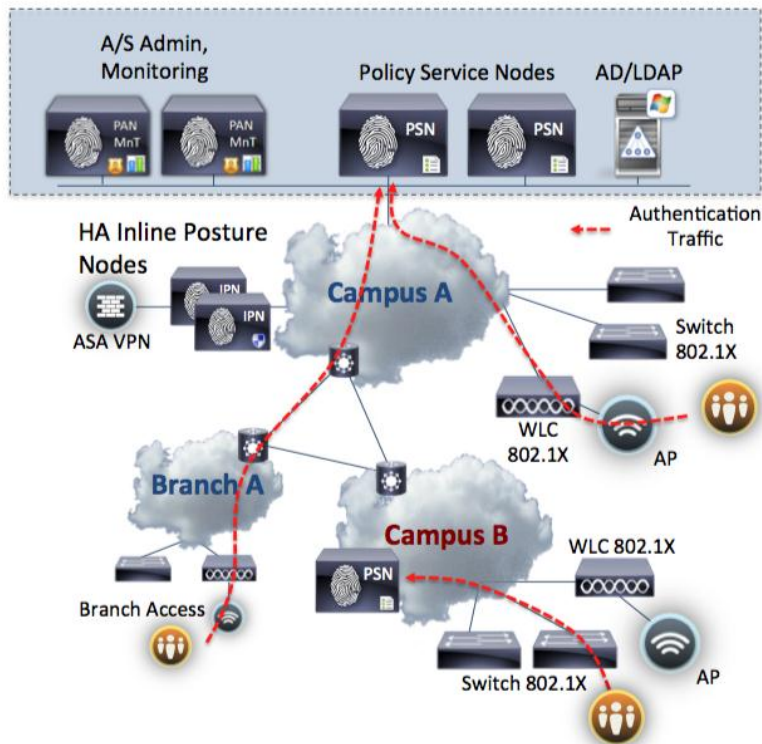 A/S Admin,
Monitoring
Policy Service Nodes
AD/LDAP
PAN
MnT
PAN
MnT
PSN
PSN
Authentication
Traffic
HA Inline Posture
Nodes
IPN
IPN
ASA VPN
Campus A
Switch
802.1X
WLC
802.1X
AP
Branch A
Campus B
WLC 802.1X
PSN
Branch Access
AP
Switch 802.1X